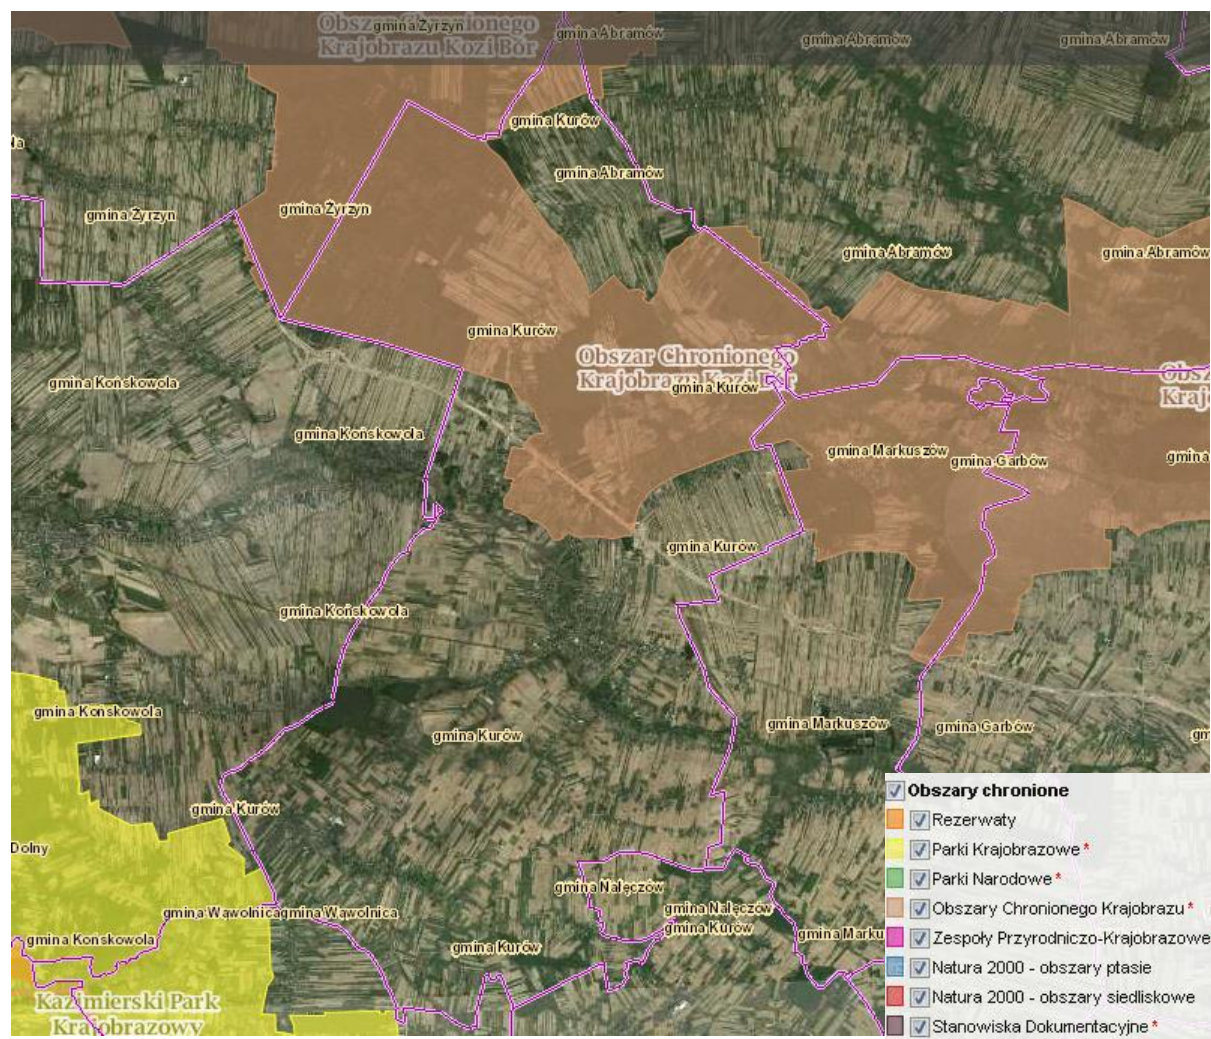 Obszar Chronionego
Krajobrazu Kozi Bór
gmina Żyrzyn
gmina Abramów
gmina Abramów
gmina Abramów
gmina Kurów
gmina Abramów
gmina Żyrzyn
gmina Żyrzyn
gmina Abramów
gmina Abramów
gmina Kurów
Obszar Chronionego
Krajobrazu Kozi Bór
gmina Kurów
gmina Końskowola
gmina Końskowola
gmina Markuszów
gmina Garbów
gmina
gmina Kurów
gmina Końskowola
gmina Końskowola
gmina Kurów
gmina Markuszów
gmina Garbów
gmina Kurów
Dolny
gmina Nałęczów
gmina Wąwolnica
gmina Wąwolnica
gmina Nałęczów
gmina Kurów
gmina Końskowola
gmina Kurów
gmina Marku
Kazimierski Park
Krajobrazowy
Obszary chronione
Rezerwaty
Parki Krajobrazowe *
Parki Narodowe *
Obszary Chronionego Krajobrazu *
Zespoły Przyrodniczo-Krajobrazowe
Natura 2000 - obszary ptasie
Natura 2000 - obszary siedliskowe
Stanowiska Dokumentacyjne *